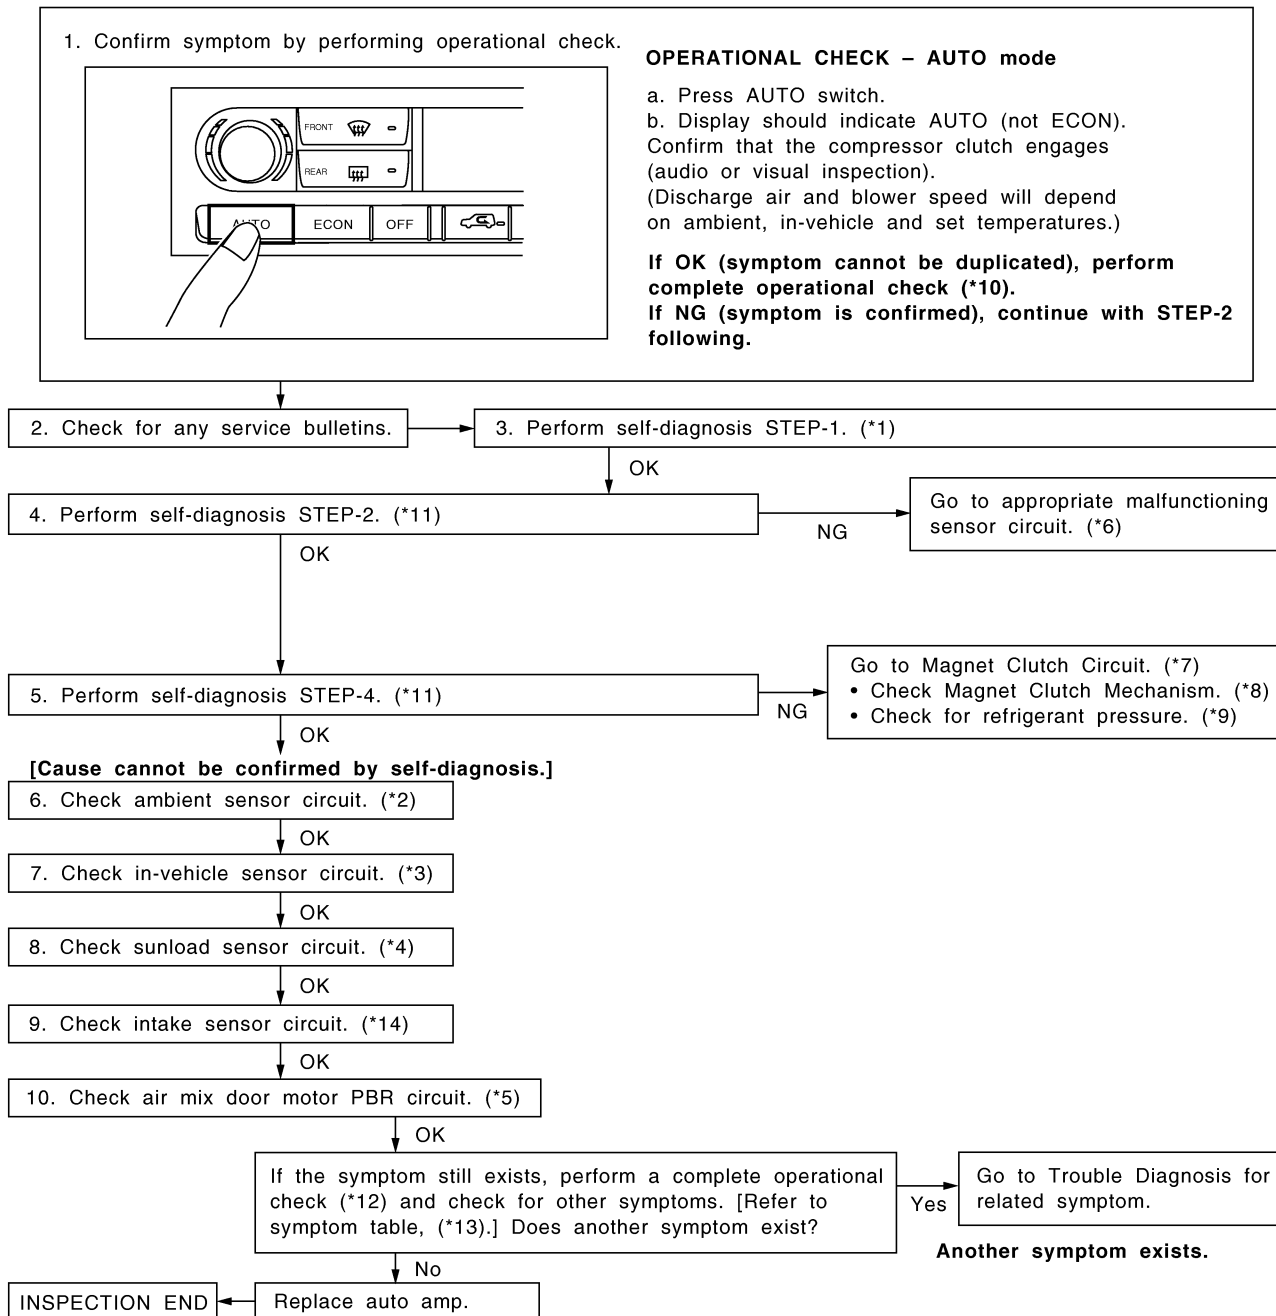 1. Confirm symptom by performing operational check.
FRONT
REAR
AUTO
ECON
OFF
OPERATIONAL CHECK – AUTO mode
a. Press AUTO switch.
b. Display should indicate AUTO (not ECON).
Confirm that the compressor clutch engages
(audio or visual inspection).
(Discharge air and blower speed will depend
on ambient, in-vehicle and set temperatures.)
If OK (symptom cannot be duplicated), perform
complete operational check (*10).
If NG (symptom is confirmed), continue with STEP-2
following.
2. Check for any service bulletins.
3. Perform self-diagnosis STEP-1. (*1)
OK
4. Perform self-diagnosis STEP-2. (*11)
NG
Go to appropriate malfunctioning
sensor circuit. (*6)
OK
5. Perform self-diagnosis STEP-4. (*11)
NG
Go to Magnet Clutch Circuit. (*7)
• Check Magnet Clutch Mechanism. (*8)
• Check for refrigerant pressure. (*9)
OK
[Cause cannot be confirmed by self-diagnosis.]
6. Check ambient sensor circuit. (*2)
OK
7. Check in-vehicle sensor circuit. (*3)
OK
8. Check sunload sensor circuit. (*4)
OK
9. Check intake sensor circuit. (*14)
OK
10. Check air mix door motor PBR circuit. (*5)
OK
If the symptom still exists, perform a complete operational
check (*12) and check for other symptoms. [Refer to
symptom table, (*13).] Does another symptom exist?
Yes
Go to Trouble Diagnosis for
related symptom.
Another symptom exists.
No
Replace auto amp.
INSPECTION END